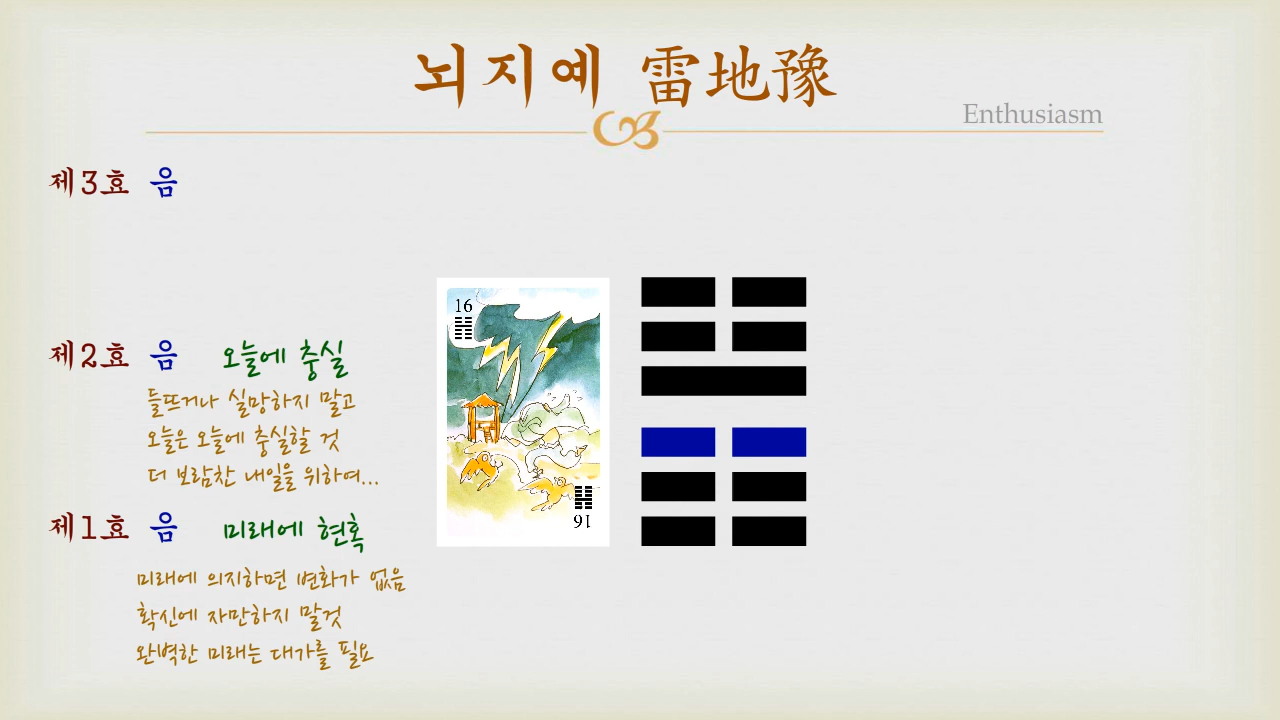 뇌지예 雷地豫
Enthusiasm
제3효 음
제2효 음 오늘에 충실
들뜨거나 실망하지 말고
오늘은 오늘에 충실할 것
더 보람찬 내일을 위하여...
제1효 음 미래에 현혹
미래에 의지하면 변화가 없음
확신에 자만하지 말것
완벽한 미래는 대가를 필요
16
16